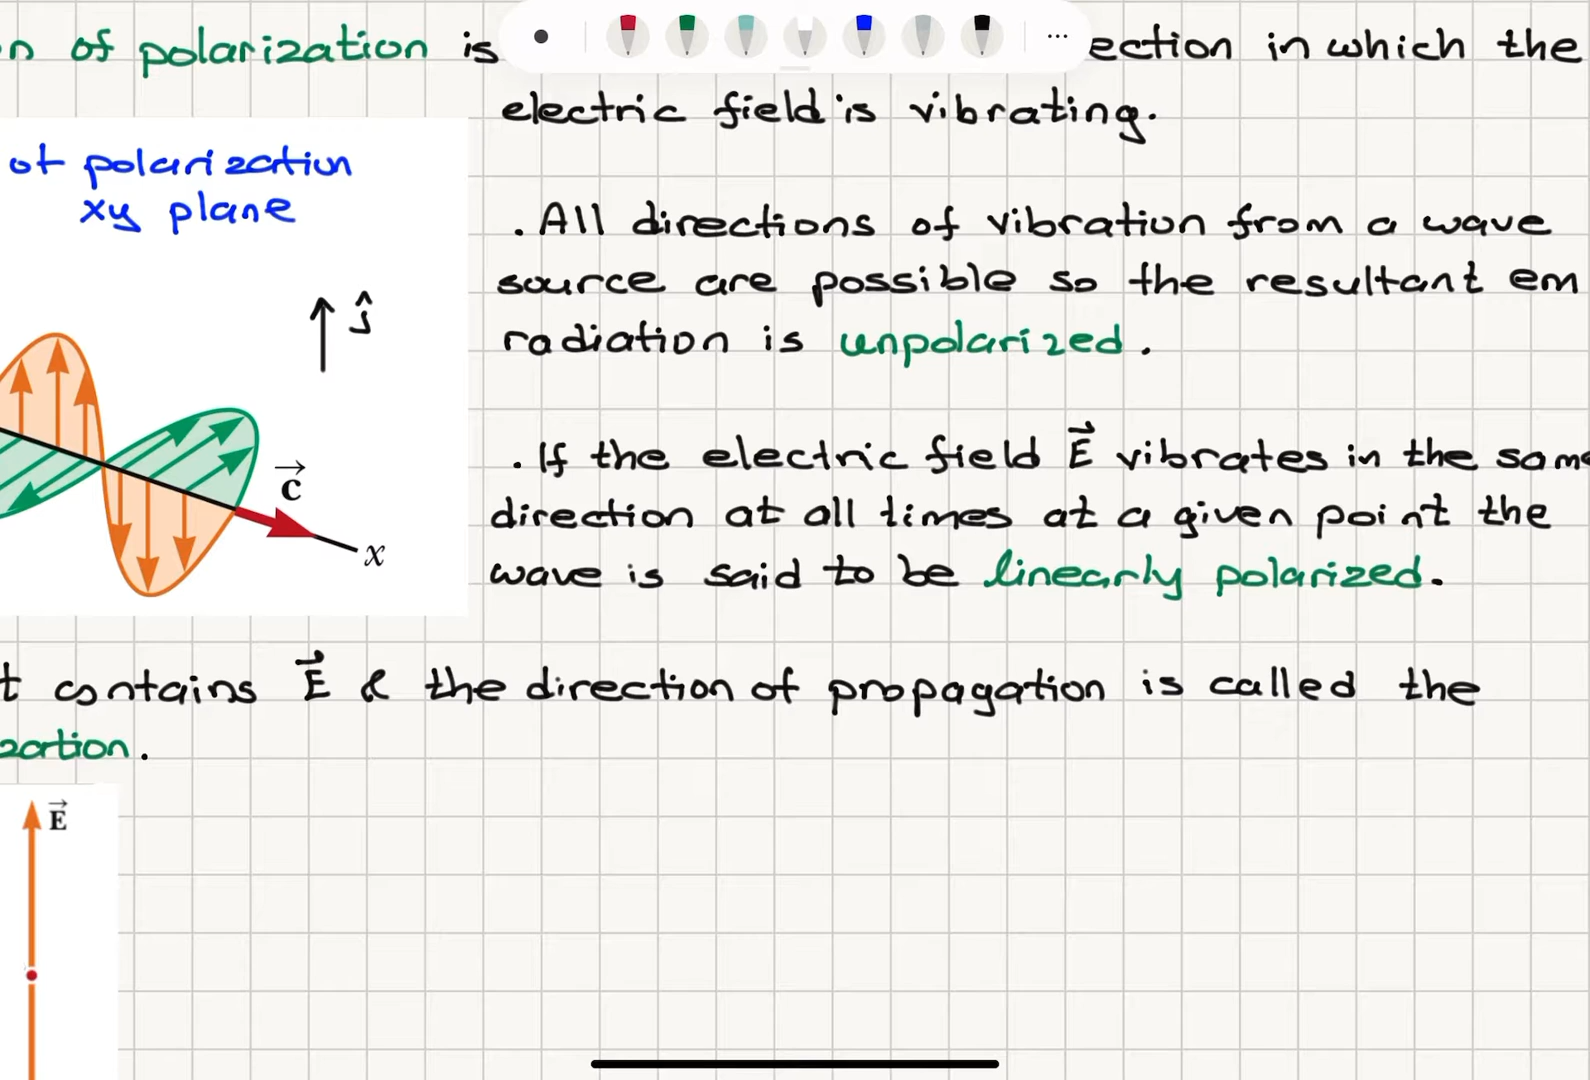 of polarization is
ection in which the
electric field is vibrating.
of polarization
xy plane
. All directions of vibration from a wave
source are possible so the resultant em
radiation is unpolarized.
ĵ
. If the electric field E⃗ vibrates in the same
direction at all times at a given point the
wave is said to be linearly polarized.
c⃗
x
t contains E⃗ & the direction of propagation is called the
zation.
E⃗